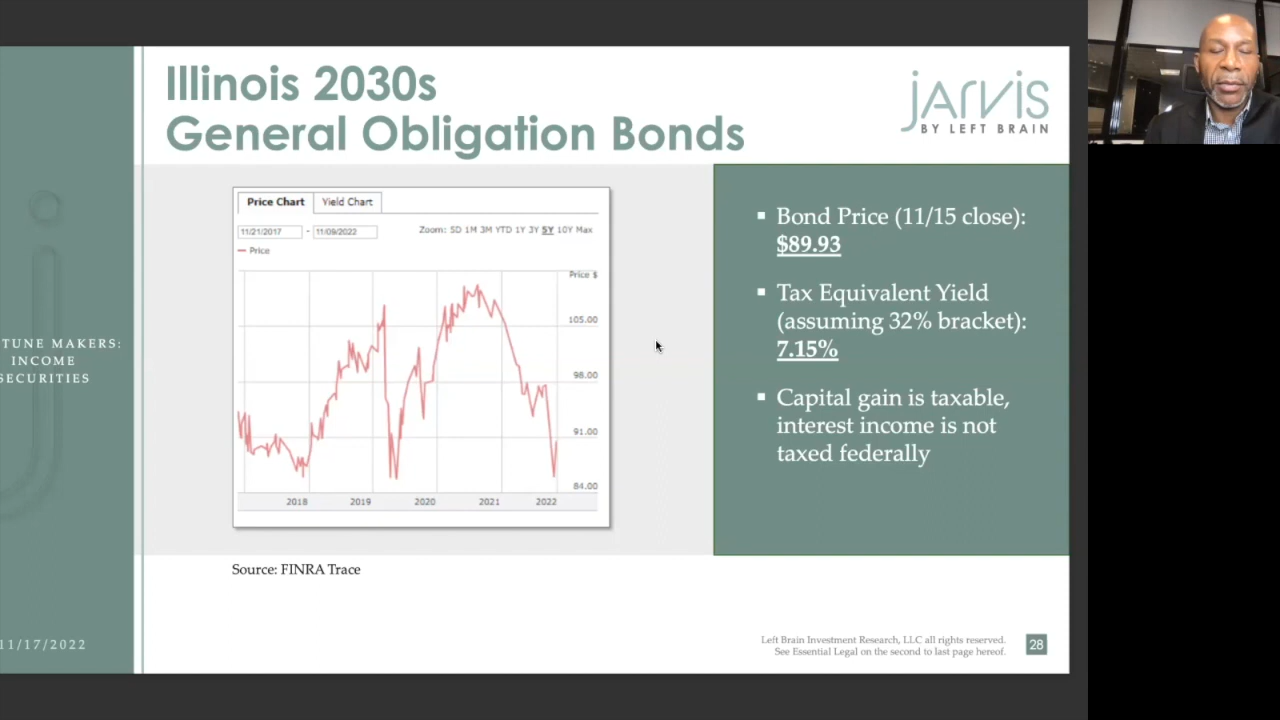 Illinois 2030s
General Obligation Bonds
jarvis
BY LEFT BRAIN
TUNE MAKERS:
INCOME
SECURITIES
11/17/2022
Price Chart
Yield Chart
11/21/2017 - 11/09/2022
Zoom: 5D 1M 3M YTD 1Y 3Y 5Y 10Y Max
Price
Price $
105.00
98.00
91.00
84.00
2018 2019 2020 2021 2022
Source: FINRA Trace
▪ Bond Price (11/15 close):
$89.93
▪ Tax Equivalent Yield
(assuming 32% bracket):
7.15%
▪ Capital gain is taxable,
interest income is not
taxed federally
Left Brain Investment Research, LLC all rights reserved.
See Essential Legal on the second to last page hereof.
28